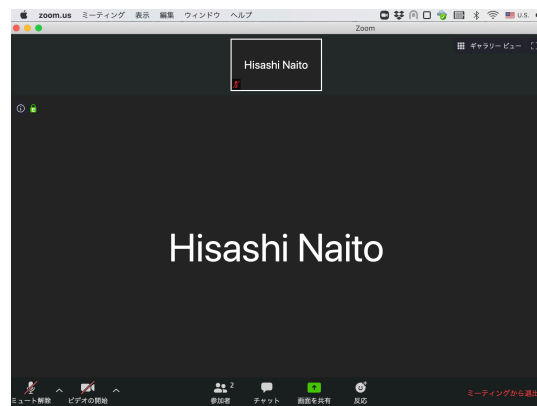 zoom.us ミーティング 表示 編集 ウィンドウ ヘルプ U.S.
Zoom
Hisashi Naito
ギャラリービュー
Hisashi Naito
ミュート解除 ビデオの開始 参加者 2 チャット 画面を共有 反応 ミーティングから退出